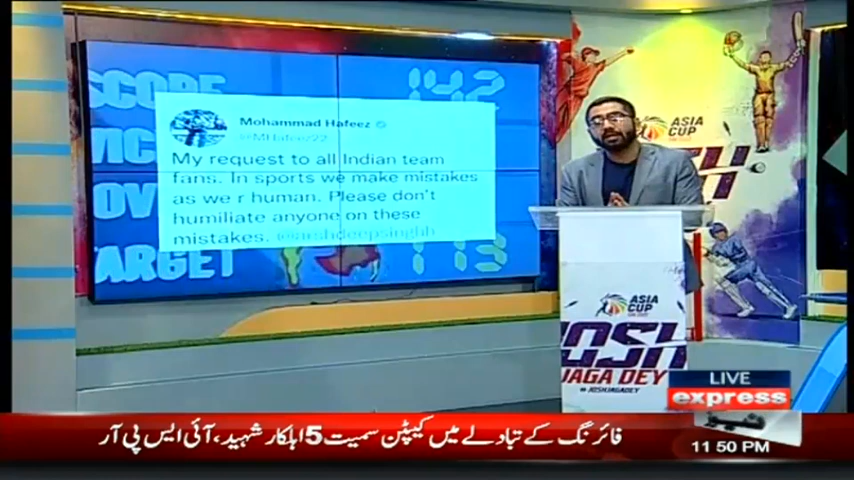 SCORE 142
Mohammad Hafeez
@MHafeez22
My request to all Indian team
fans. In sports we make mistakes
as we r human. Please don't
humiliate anyone on these
mistakes. @arshdeepsinghh
TARGET 113
ASIA
CUP
ASIA
CUP
JOSH
JAGA DEY
#JOSHJAGADEY
LIVE
express
نیوز
11:50 PM
فائرنگ کے تبادلے میں کیپٹن سمیت 5 اہلکار شہید، آئی ایس پی آر